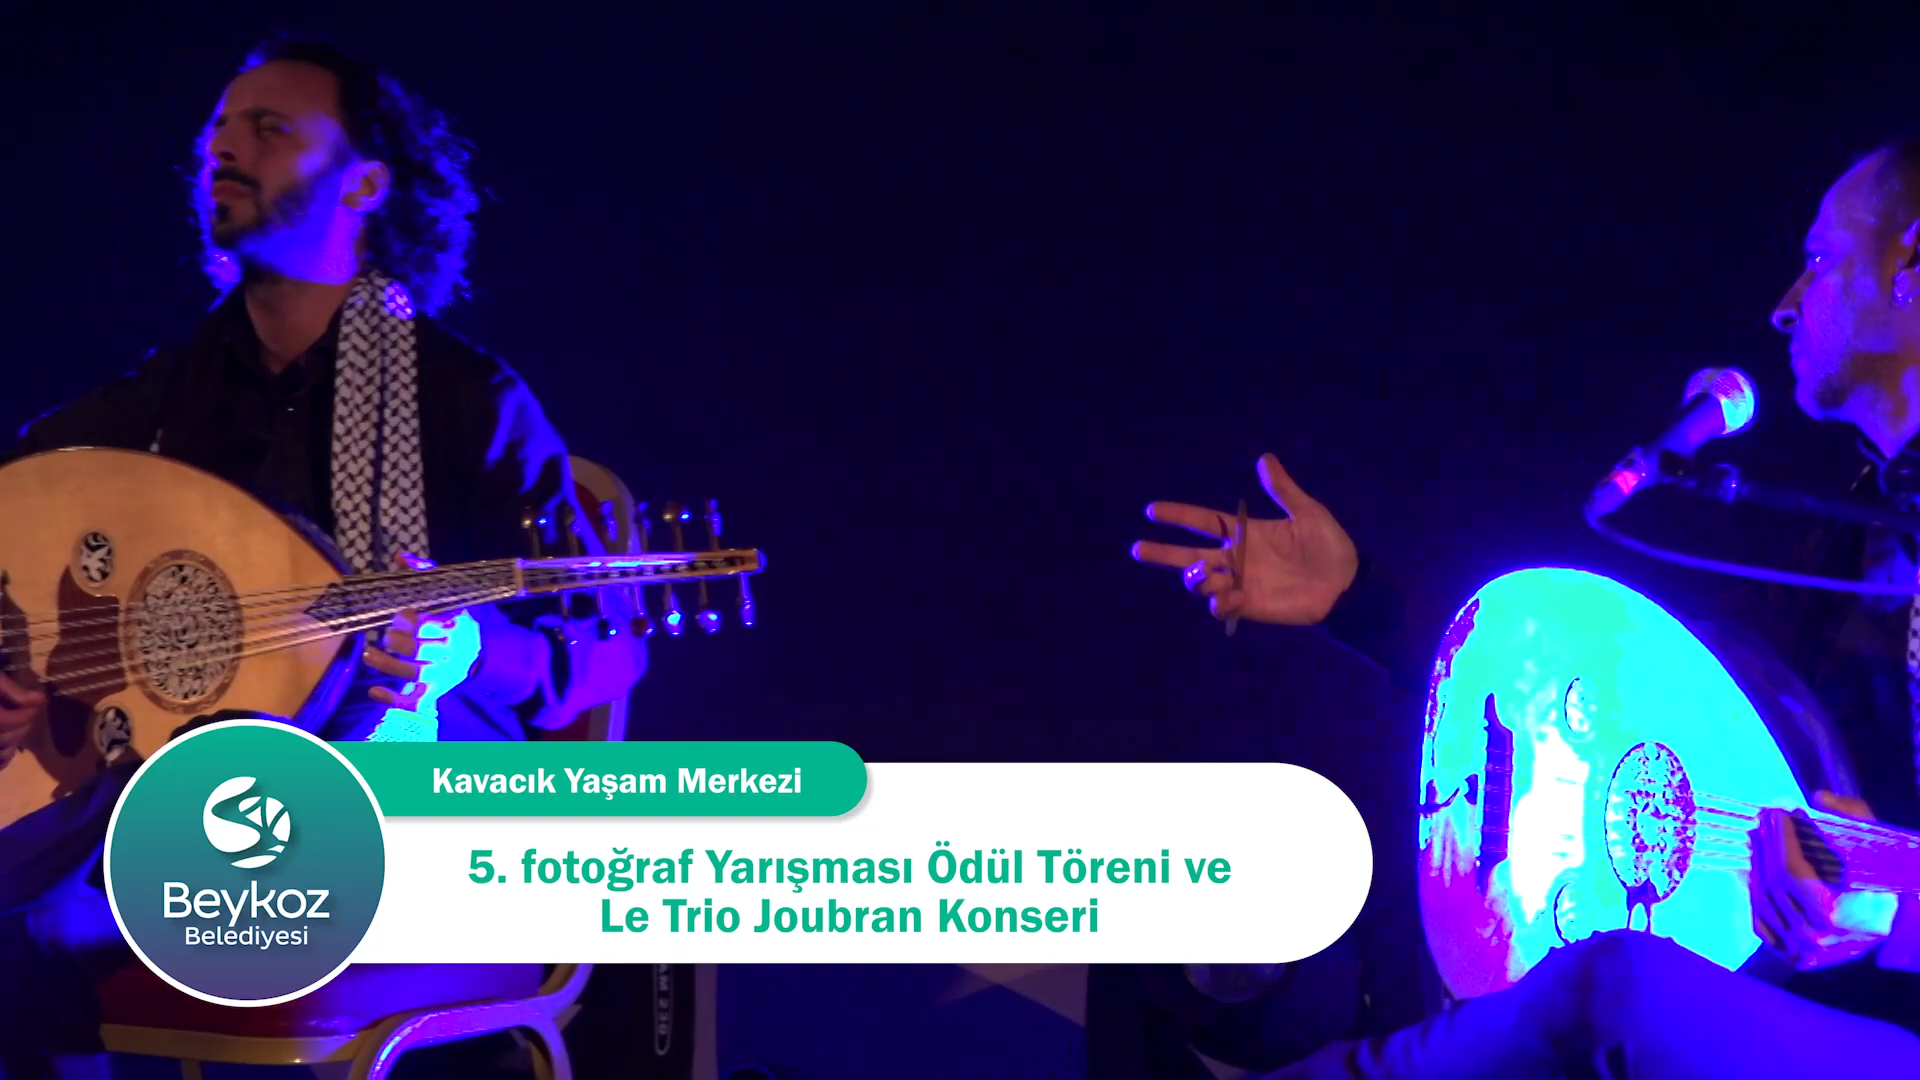 Kavacık Yaşam Merkezi
5. fotoğraf Yarışması Ödül Töreni ve
Le Trio Joubran Konseri
Beykoz
Belediyesi